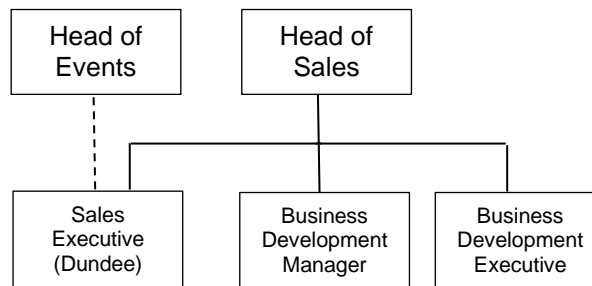 Head of
Events
Head of
Sales
Sales
Executive
(Dundee)
Business
Development
Manager
Business
Development
Executive